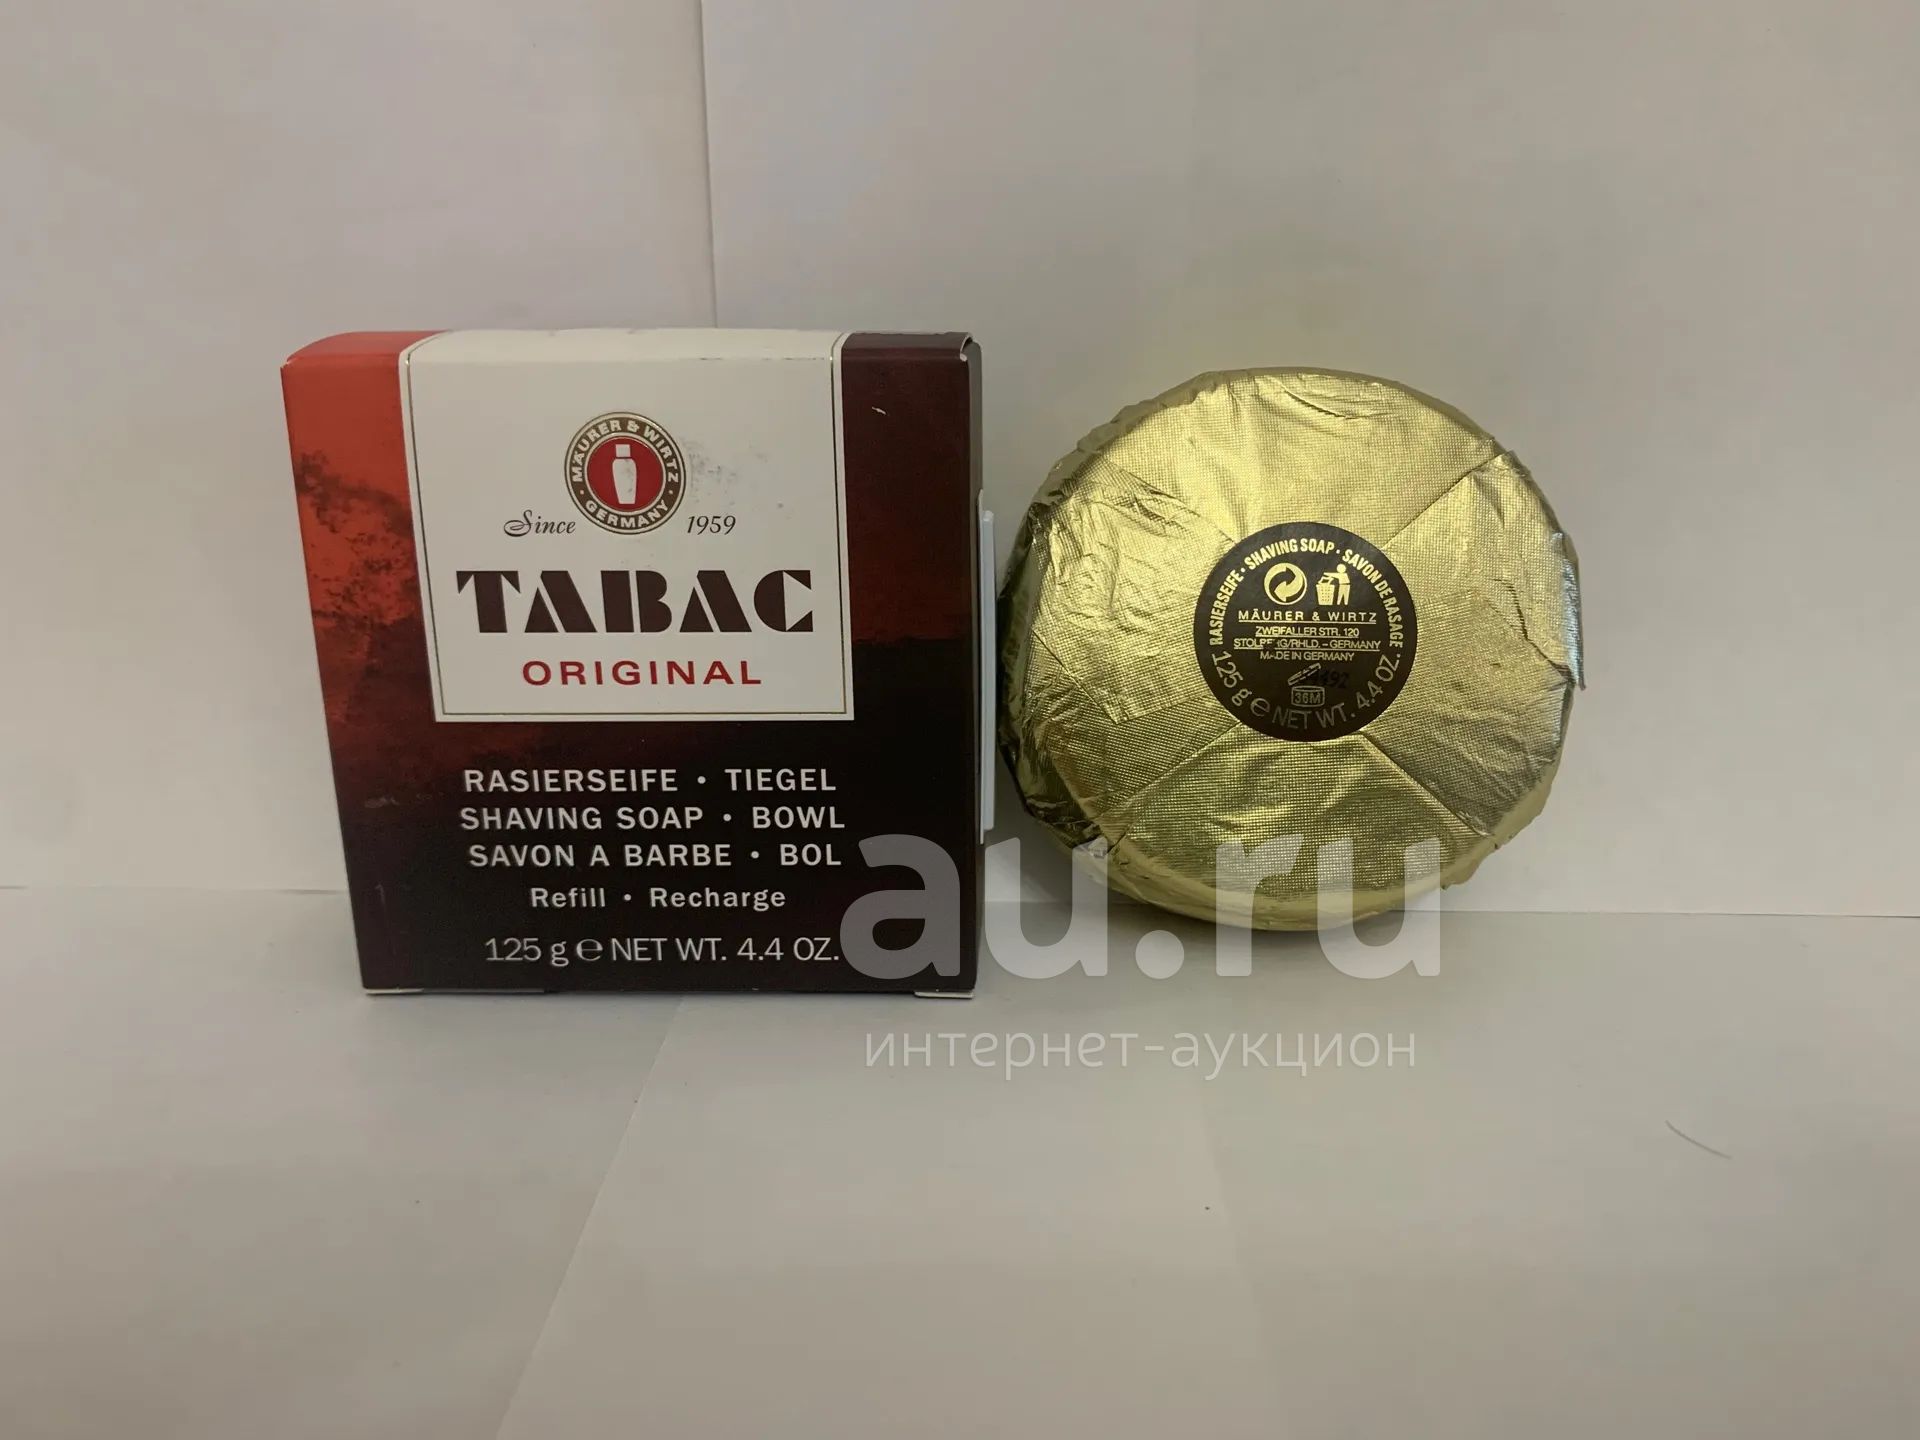 MÄURER & WIRTZ
GERMANY
Since 1959
TABAC
ORIGINAL
RASIERSEIFE • TIEGEL
SHAVING SOAP • BOWL
SAVON A BARBE • BOL
Refill • Recharge
125 g ℮ NET WT. 4.4 OZ.
RASIERSEIFE • SHAVING SOAP • SAVON DE RASAGE
MÄURER & WIRTZ
ZWEIFALLER STR. 120
GERMANY
MADE IN GERMANY
36M
125 g ℮ NET WT. 4.4 OZ.
au.ru
интернет-аукцион